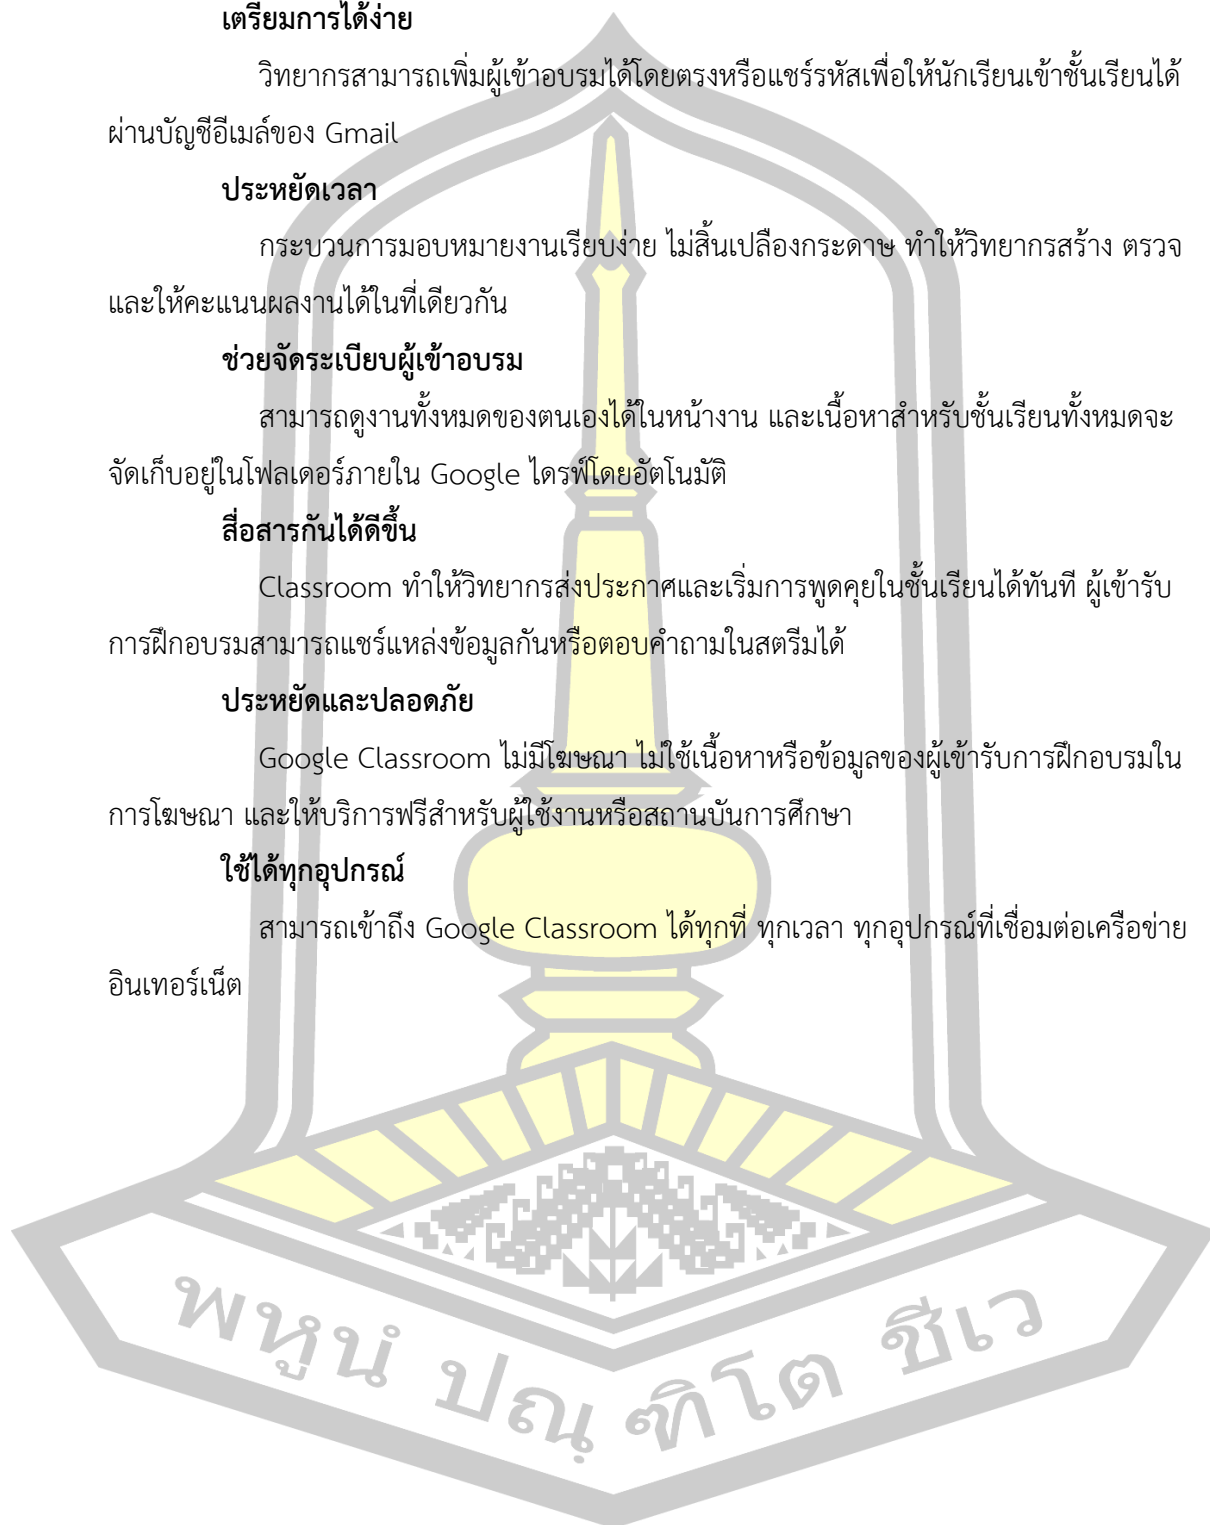 เตรียมการได้ง่าย
วิทยากรสามารถเพิ่มผู้เข้าอบรมได้โดยตรงหรือแชร์รหัสเพื่อให้นักเรียนเข้าชั้นเรียนได้
ผ่านบัญชีอีเมล์ของ Gmail
ประหยัดเวลา
กระบวนการมอบหมายงานเรียบง่าย ไม่สิ้นเปลืองกระดาษ ทำให้วิทยากรสร้าง ตรวจ
และให้คะแนนผลงานได้ในที่เดียวกัน
ช่วยจัดระเบียบผู้เข้าอบรม
สามารถดูงานทั้งหมดของตนเองได้ในหน้างาน และเนื้อหาสำหรับชั้นเรียนทั้งหมดจะ
จัดเก็บอยู่ในโฟลเดอร์ภายใน Google ไดรฟ์โดยอัตโนมัติ
สื่อสารกันได้ดีขึ้น
Classroom ทำให้วิทยากรส่งประกาศและเริ่มการพูดคุยในชั้นเรียนได้ทันที ผู้เข้ารับ
การฝึกอบรมสามารถแชร์แหล่งข้อมูลกันหรือตอบคำถามในสตรีมได้
ประหยัดและปลอดภัย
Google Classroom ไม่มีโฆษณา ไม่ใช้เนื้อหาหรือข้อมูลของผู้เข้ารับการฝึกอบรมใน
การโฆษณา และให้บริการฟรีสำหรับผู้ใช้งานหรือสถานบันการศึกษา
ใช้ได้ทุกอุปกรณ์
สามารถเข้าถึง Google Classroom ได้ทุกที่ ทุกเวลา ทุกอุปกรณ์ที่เชื่อมต่อเครือข่าย
อินเทอร์เน็ต
พหูนํ ปณฺฑิโต ชีเว